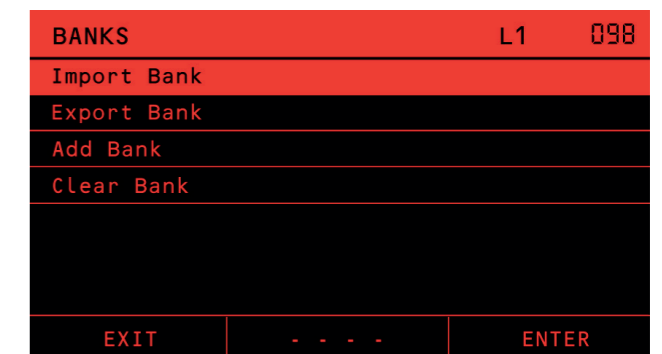 BANKS L1 098
Import Bank
Export Bank
Add Bank
Clear Bank
EXIT - - - - ENTER